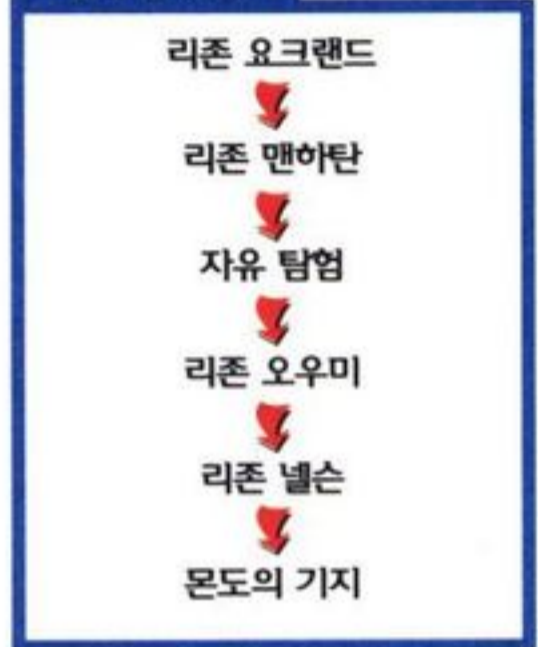 리존 요크랜드
리존 맨하탄
자유 탐험
리존 오우미
리존 넬슨
몬도의 기지